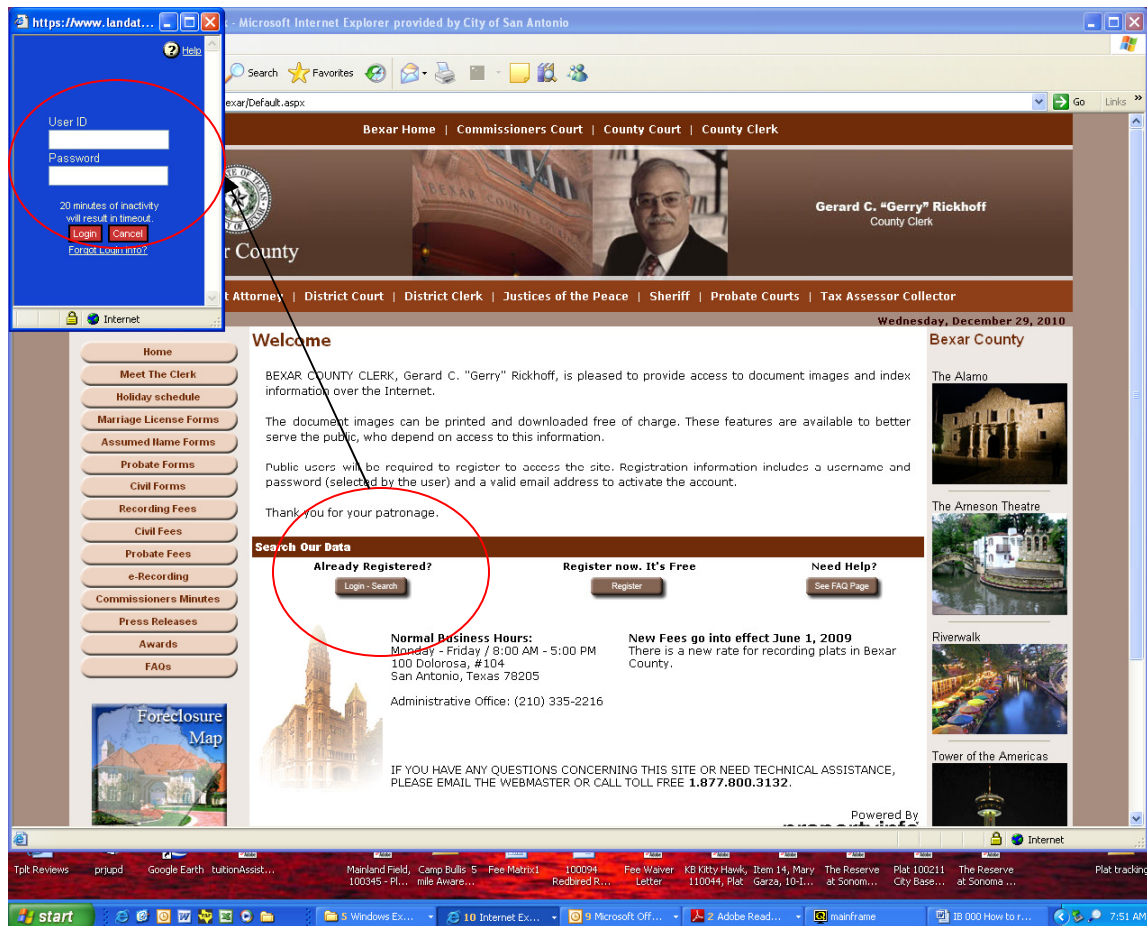 https://www.landat...
- Microsoft Internet Explorer provided by City of San Antonio
Help
Search Favorites
exar/Default.aspx
Go Links »
User ID
Password
20 minutes of inactivity
will result in timeout.
Login Cancel
Forgot Login info?
Internet
Bexar Home | Commissioners Court | County Court | County Clerk
BEXAR COUNTY
Gerard C. “Gerry” Rickhoff
County Clerk
r County
t Attorney | District Court | District Clerk | Justices of the Peace | Sheriff | Probate Courts | Tax Assessor Collector
Wednesday, December 29, 2010
Home
Meet The Clerk
Holiday schedule
Marriage License Forms
Assumed Name Forms
Probate Forms
Civil Forms
Recording Fees
Civil Fees
Probate Fees
e-Recording
Commissioners Minutes
Press Releases
Awards
FAQs
Foreclosure
Map
Welcome
BEXAR COUNTY CLERK, Gerard C. "Gerry" Rickhoff, is pleased to provide access to document images and index
information over the Internet.
The document images can be printed and downloaded free of charge. These features are available to better
serve the public, who depend on access to this information.
Public users will be required to register to access the site. Registration information includes a username and
password (selected by the user) and a valid email address to activate the account.
Thank you for your patronage.
Search Our Data
Already Registered? Register now. It's Free Need Help?
Login - Search Register See FAQ Page
Normal Business Hours:
Monday - Friday / 8:00 AM - 5:00 PM
100 Dolorosa, #104
San Antonio, Texas 78205
Administrative Office: (210) 335-2216
New Fees go into effect June 1, 2009
There is a new rate for recording plats in Bexar
County.
IF YOU HAVE ANY QUESTIONS CONCERNING THIS SITE OR NEED TECHNICAL ASSISTANCE,
PLEASE EMAIL THE WEBMASTER OR CALL TOLL FREE 1.877.800.3132.
Powered By
Bexar County
The Alamo
The Arneson Theatre
Riverwalk
Tower of the Americas
Internet
Tplt Reviews prjupd Google Earth tuitionAssist... Mainland Field, Camp Bullis 5 Fee Matrix1 100094 Fee Waiver KB Kitty Hawk, Item 14, Mary The Reserve Plat 100211 The Reserve Plat tracking
100345 - Pl... mile Aware... Redbired R... Letter 110044, Plat Garza, 10-I... at Sonom... City Base... at Sonoma ...
start 5 Windows Ex... 10 Internet Ex... 9 Microsoft Off... 2 Adobe Read... mainframe IB 000 How to r... 7:51 AM